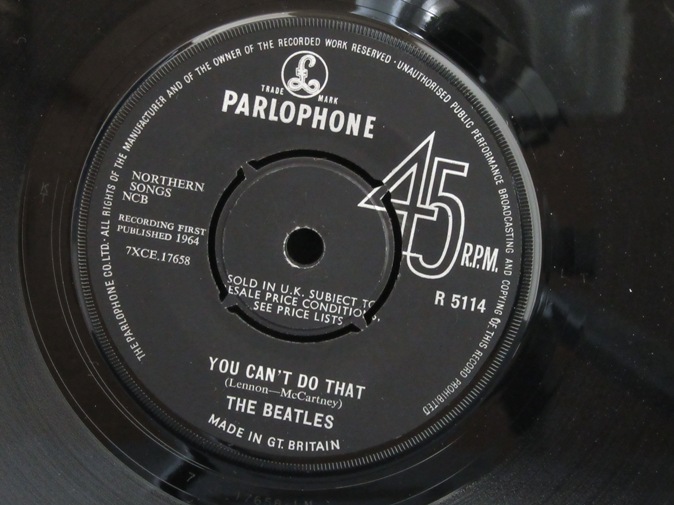 THE PARLOPHONE CO. LTD. · ALL RIGHTS OF THE MANUFACTURER AND OF THE OWNER OF THE RECORDED WORK RESERVED · UNAUTHORISED PUBLIC PERFORMANCE BROADCASTING AND COPYING OF THIS RECORD PROHIBITED
£
TRADE MARK
PARLOPHONE
45
R.P.M.
NORTHERN
SONGS
NCB
RECORDING FIRST
PUBLISHED 1964
7XCE.17658
R 5114
SOLD IN U.K. SUBJECT TO
PRICE CONDITIONS,
SEE PRICE LISTS
YOU CAN'T DO THAT
(Lennon—McCartney)
THE BEATLES
MADE IN GT. BRITAIN
7